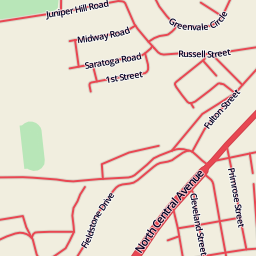 Juniper Hill Road
Greenvale Circle
Midway Road
Russell Street
Saratoga Road
1st Street
Fulton Street
North Central Avenue
Primrose Street
Cleveland Street
Fieldstone Drive